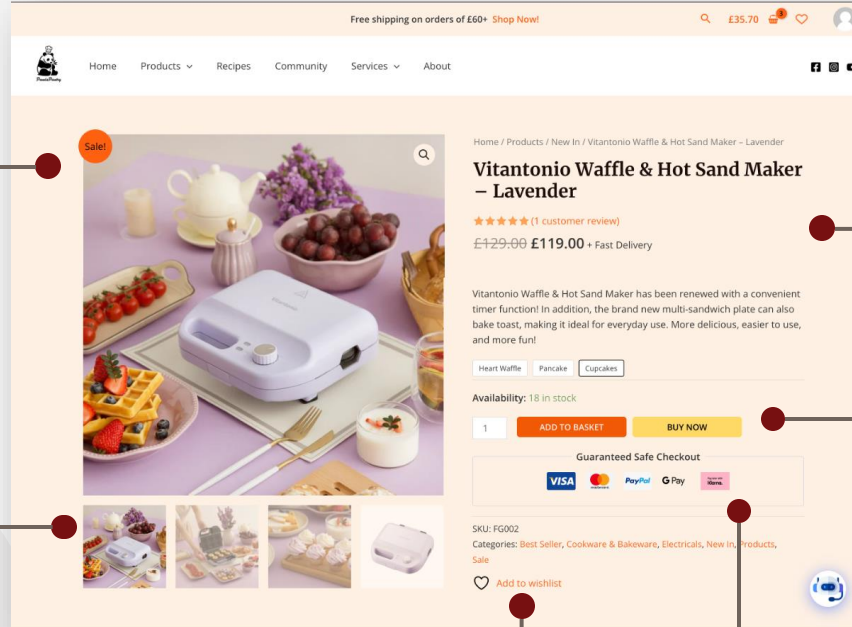 Free shipping on orders of £60+ Shop Now!
£35.70
3
PandaPantry
Home Products Recipes Community Services About
Sale!
Home / Products / New In / Vitantonio Waffle & Hot Sand Maker – Lavender
Vitantonio Waffle & Hot Sand Maker
– Lavender
(1 customer review)
£129.00 £119.00 + Fast Delivery
Vitantonio Waffle & Hot Sand Maker has been renewed with a convenient
timer function! In addition, the brand new multi-sandwich plate can also
bake toast, making it ideal for everyday use. More delicious, easier to use,
and more fun!
Heart Waffle Pancake Cupcakes
Availability: 18 in stock
1 ADD TO BASKET BUY NOW
Guaranteed Safe Checkout
VISA mastercard PayPal G Pay Klarna.
SKU: FG002
Categories: Best Seller, Cookware & Bakeware, Electricals, New In, Products,
Sale
Add to wishlist
Vitantonio